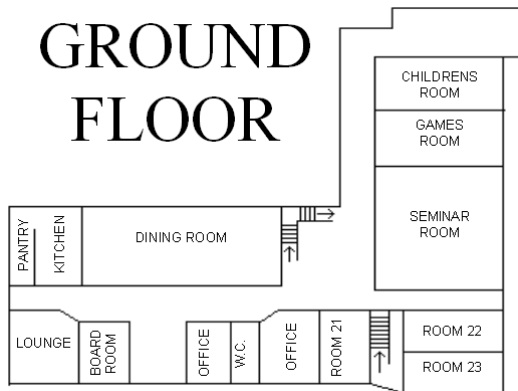 GROUND
FLOOR
CHILDRENS
ROOM
GAMES
ROOM
SEMINAR
ROOM
PANTRY
KITCHEN
DINING ROOM
LOUNGE
BOARD
ROOM
OFFICE
W.C.
OFFICE
ROOM 21
ROOM 22
ROOM 23